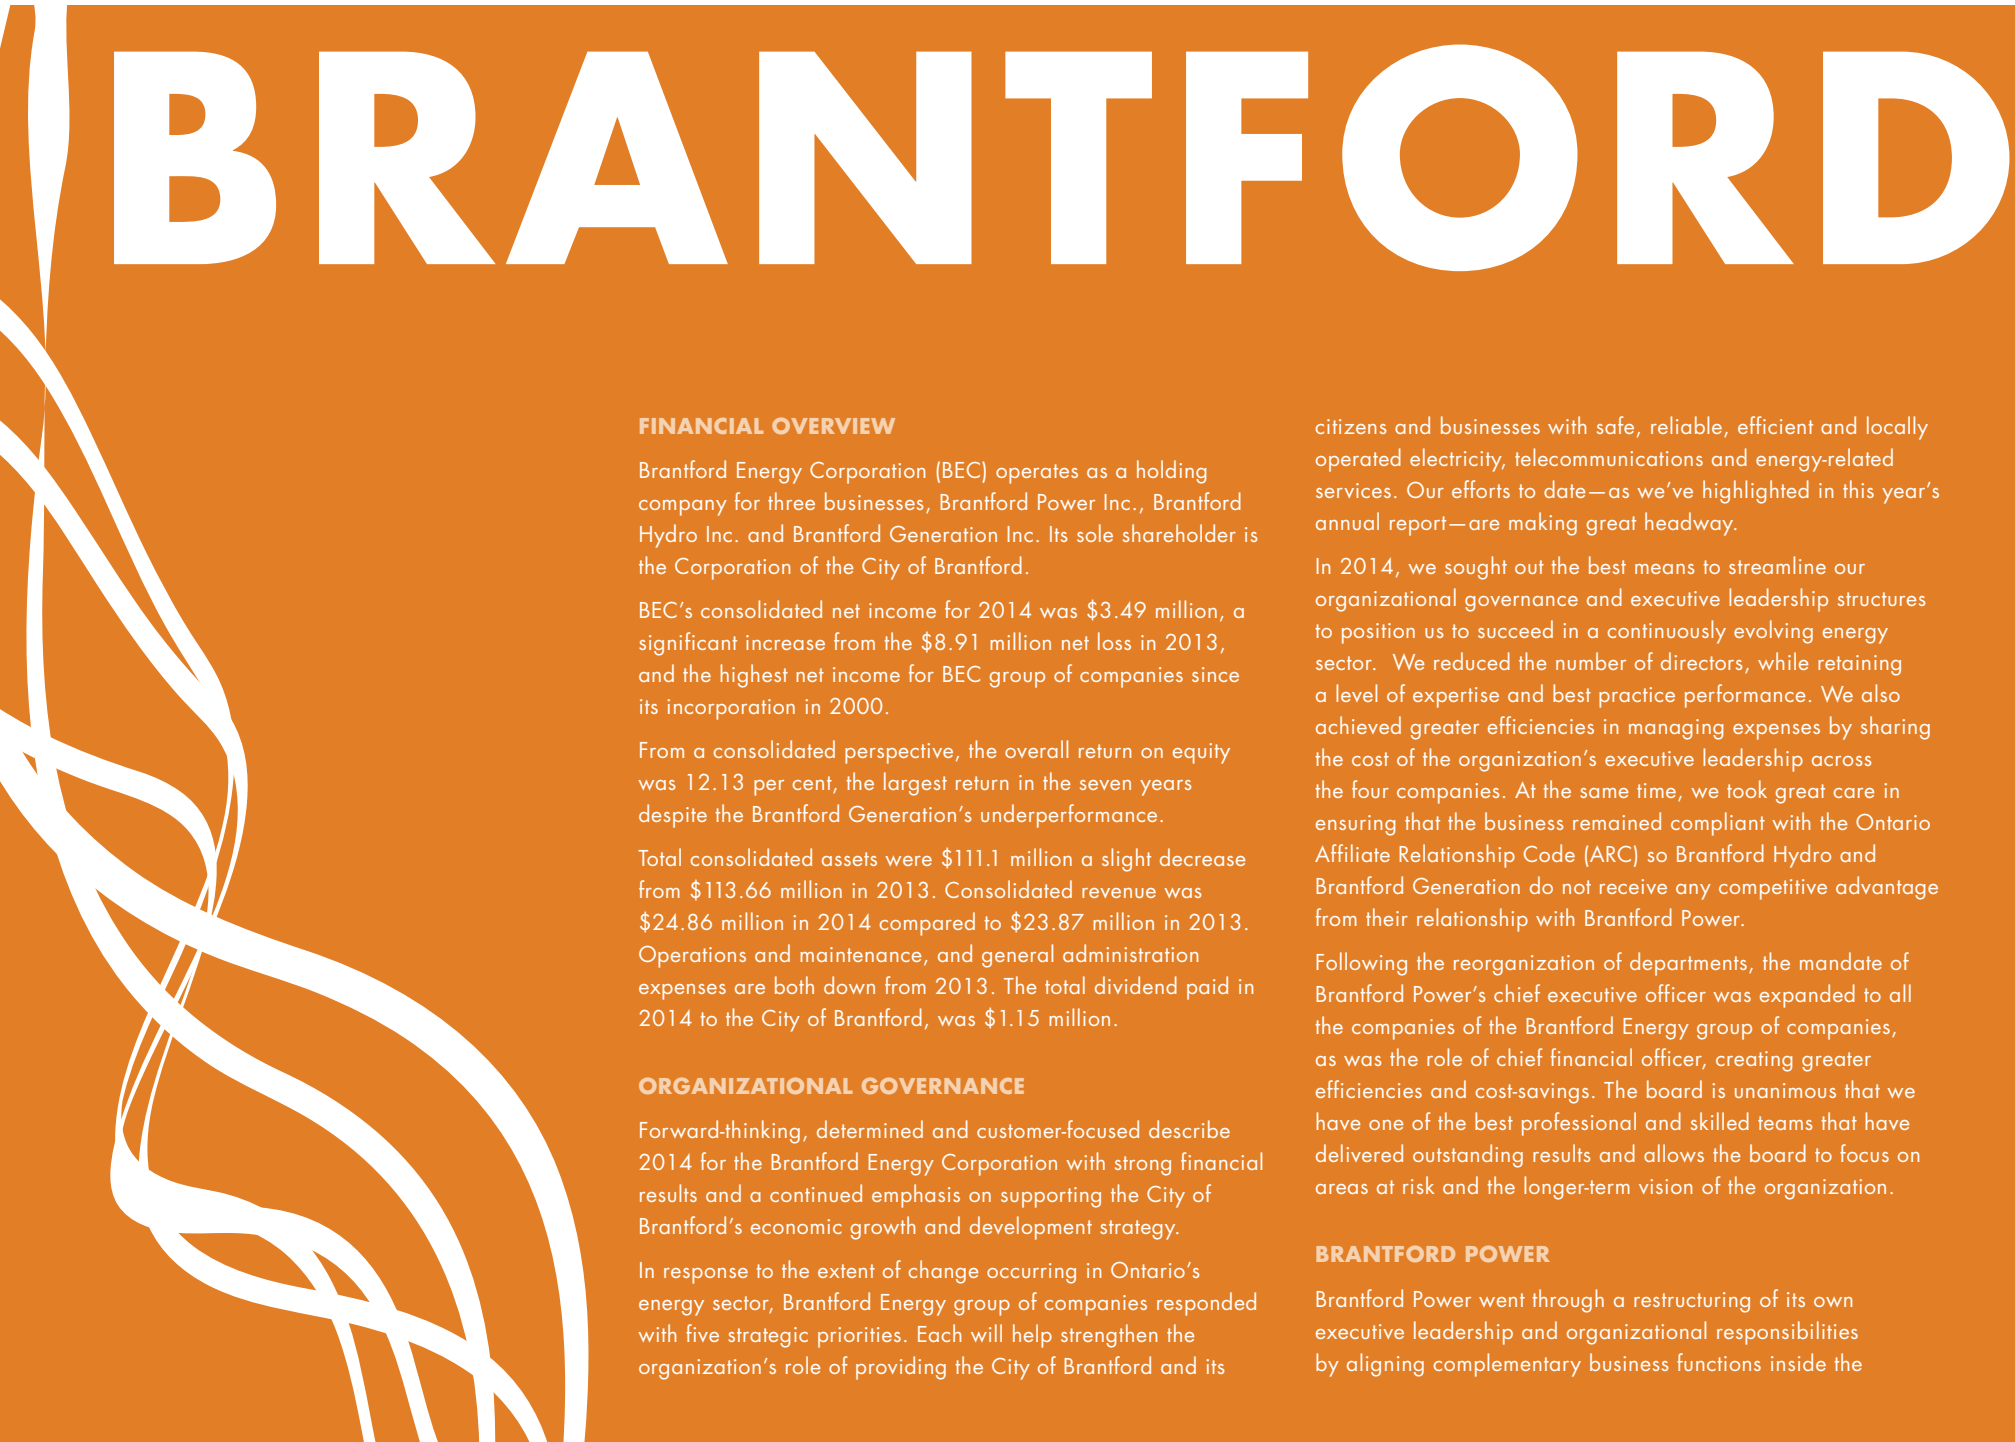 BRANTFORD
FINANCIAL OVERVIEW
Brantford Energy Corporation (BEC) operates as a holding
company for three businesses, Brantford Power Inc., Brantford
Hydro Inc. and Brantford Generation Inc. Its sole shareholder is
the Corporation of the City of Brantford.
BEC's consolidated net income for 2014 was $3.49 million, a
significant increase from the $8.91 million net loss in 2013,
and the highest net income for BEC group of companies since
its incorporation in 2000.
From a consolidated perspective, the overall return on equity
was 12.13 per cent, the largest return in the seven years
despite the Brantford Generation's underperformance.
Total consolidated assets were $111.1 million a slight decrease
from $113.66 million in 2013. Consolidated revenue was
$24.86 million in 2014 compared to $23.87 million in 2013.
Operations and maintenance, and general administration
expenses are both down from 2013. The total dividend paid in
2014 to the City of Brantford, was $1.15 million.
ORGANIZATIONAL GOVERNANCE
Forward-thinking, determined and customer-focused describe
2014 for the Brantford Energy Corporation with strong financial
results and a continued emphasis on supporting the City of
Brantford's economic growth and development strategy.
In response to the extent of change occurring in Ontario's
energy sector, Brantford Energy group of companies responded
with five strategic priorities. Each will help strengthen the
organization's role of providing the City of Brantford and its
citizens and businesses with safe, reliable, efficient and locally
operated electricity, telecommunications and energy-related
services. Our efforts to date—as we've highlighted in this year's
annual report—are making great headway.
In 2014, we sought out the best means to streamline our
organizational governance and executive leadership structures
to position us to succeed in a continuously evolving energy
sector.  We reduced the number of directors, while retaining
a level of expertise and best practice performance. We also
achieved greater efficiencies in managing expenses by sharing
the cost of the organization's executive leadership across
the four companies. At the same time, we took great care in
ensuring that the business remained compliant with the Ontario
Affiliate Relationship Code (ARC) so Brantford Hydro and
Brantford Generation do not receive any competitive advantage
from their relationship with Brantford Power.
Following the reorganization of departments, the mandate of
Brantford Power's chief executive officer was expanded to all
the companies of the Brantford Energy group of companies,
as was the role of chief financial officer, creating greater
efficiencies and cost-savings. The board is unanimous that we
have one of the best professional and skilled teams that have
delivered outstanding results and allows the board to focus on
areas at risk and the longer-term vision of the organization.
BRANTFORD POWER
Brantford Power went through a restructuring of its own
executive leadership and organizational responsibilities
by aligning complementary business functions inside the